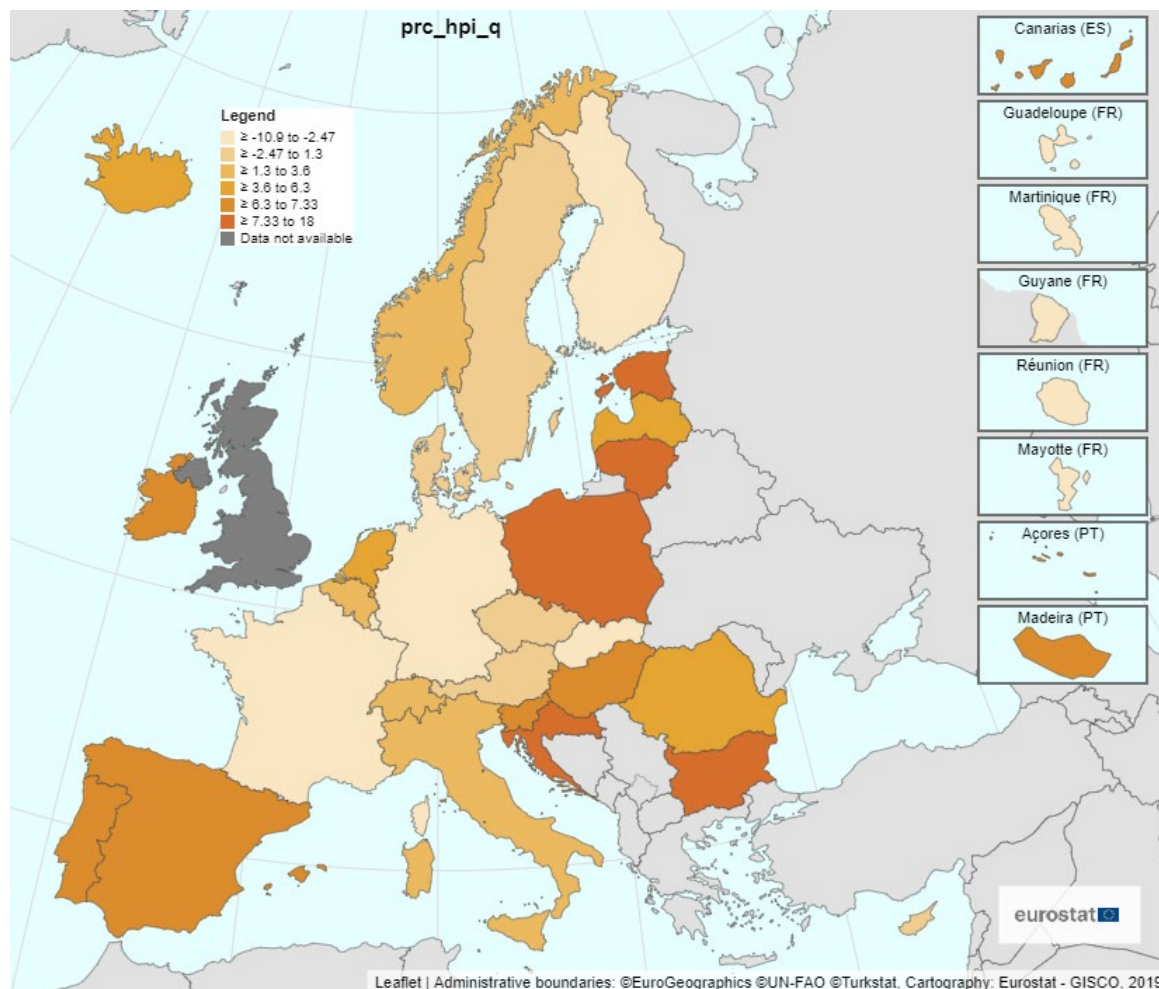 prc_hpi_q
Legend
≥ -10.9 to -2.47
≥ -2.47 to 1.3
≥ 1.3 to 3.6
≥ 3.6 to 6.3
≥ 6.3 to 7.33
≥ 7.33 to 18
Data not available
Canarias (ES)
Guadeloupe (FR)
Martinique (FR)
Guyane (FR)
Réunion (FR)
Mayotte (FR)
Açores (PT)
Madeira (PT)
eurostat
Leaflet | Administrative boundaries: ©EuroGeographics ©UN-FAO ©Turkstat, Cartography: Eurostat - GISCO, 2019